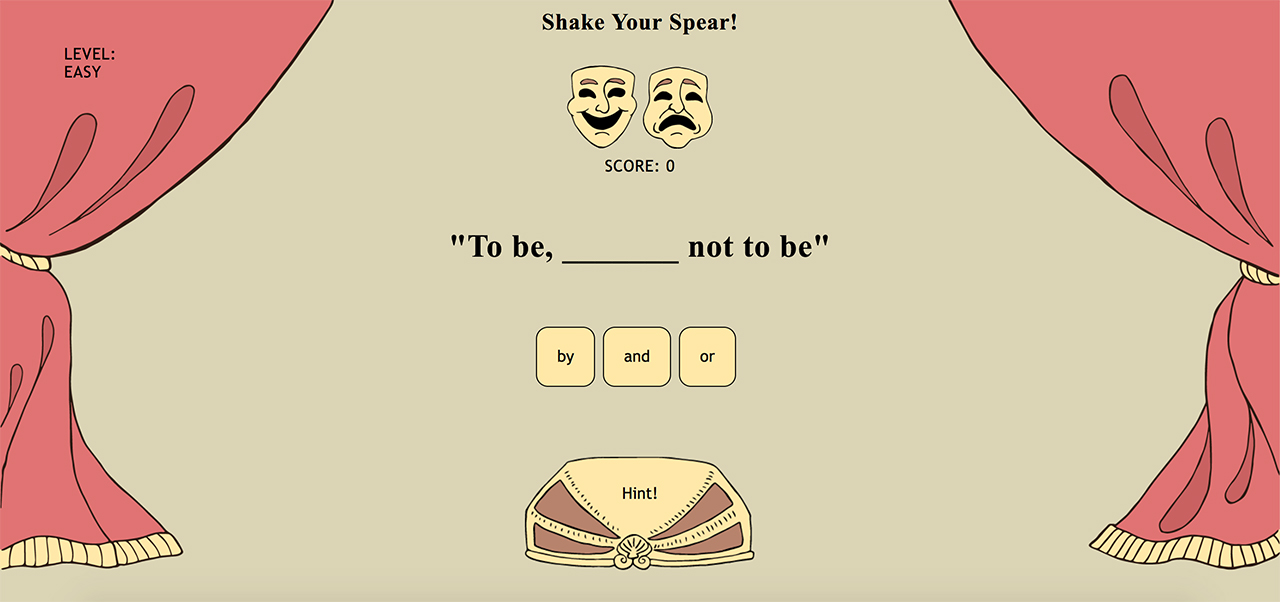 Shake Your Spear!
LEVEL:
EASY
SCORE: 0
"To be, _______ not to be"
by and or
Hint!